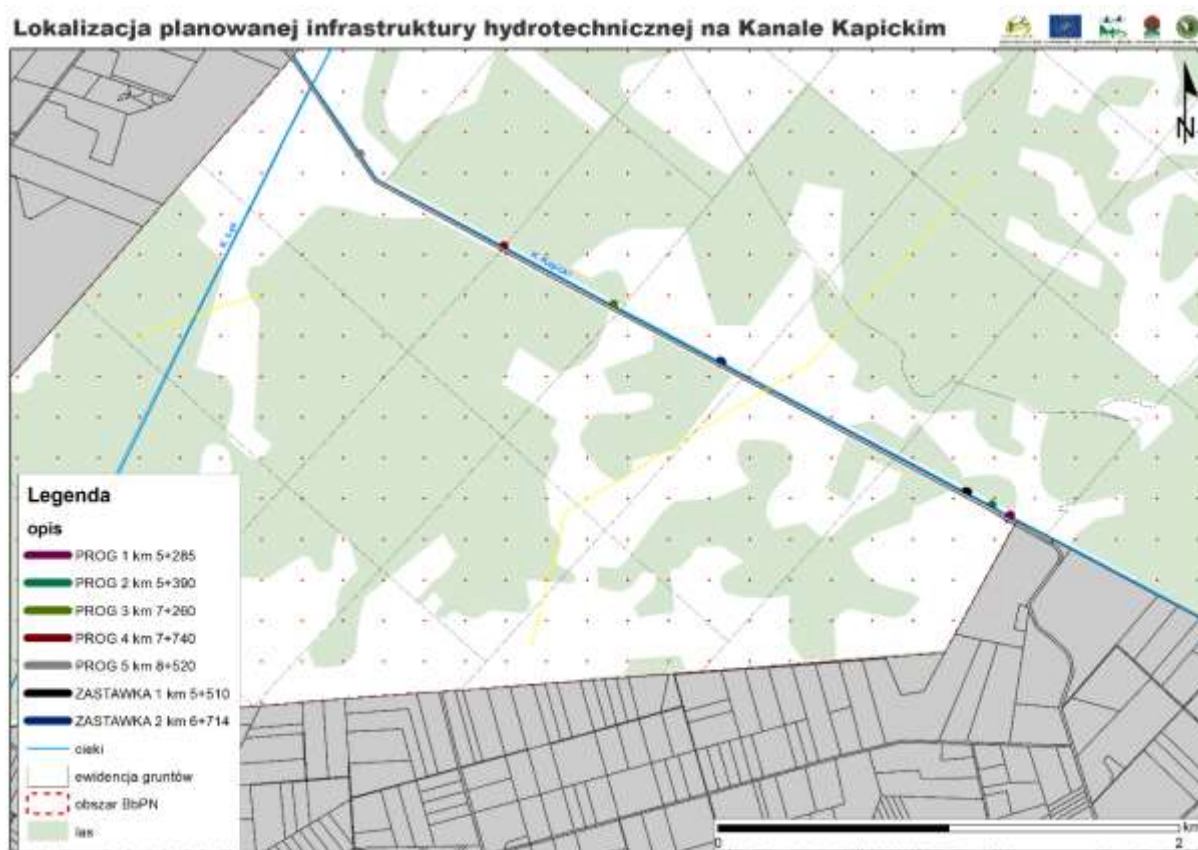 Lokalizacja planowanej infrastruktury hydrotechnicznej na Kanale Kapickim
N
Legenda
opis
PROG 1 km 5+285
PROG 2 km 5+390
PROG 3 km 7+260
PROG 4 km 7+740
PROG 5 km 8+520
ZASTAWKA 1 km 5+510
ZASTAWKA 2 km 6+714
cieki
ewidencja gruntów
obszar BbPN
las
km
0
2